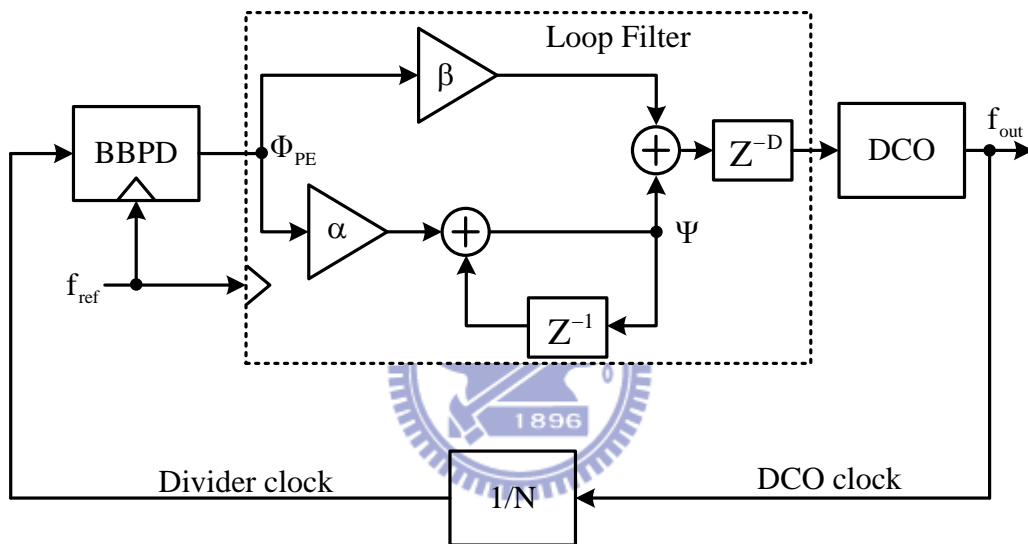 Loop Filter
β
BBPD
Φ_PE
Z^–D
DCO
f_out
α
Ψ
f_ref
Z^–1
1896
Divider clock
1/N
DCO clock